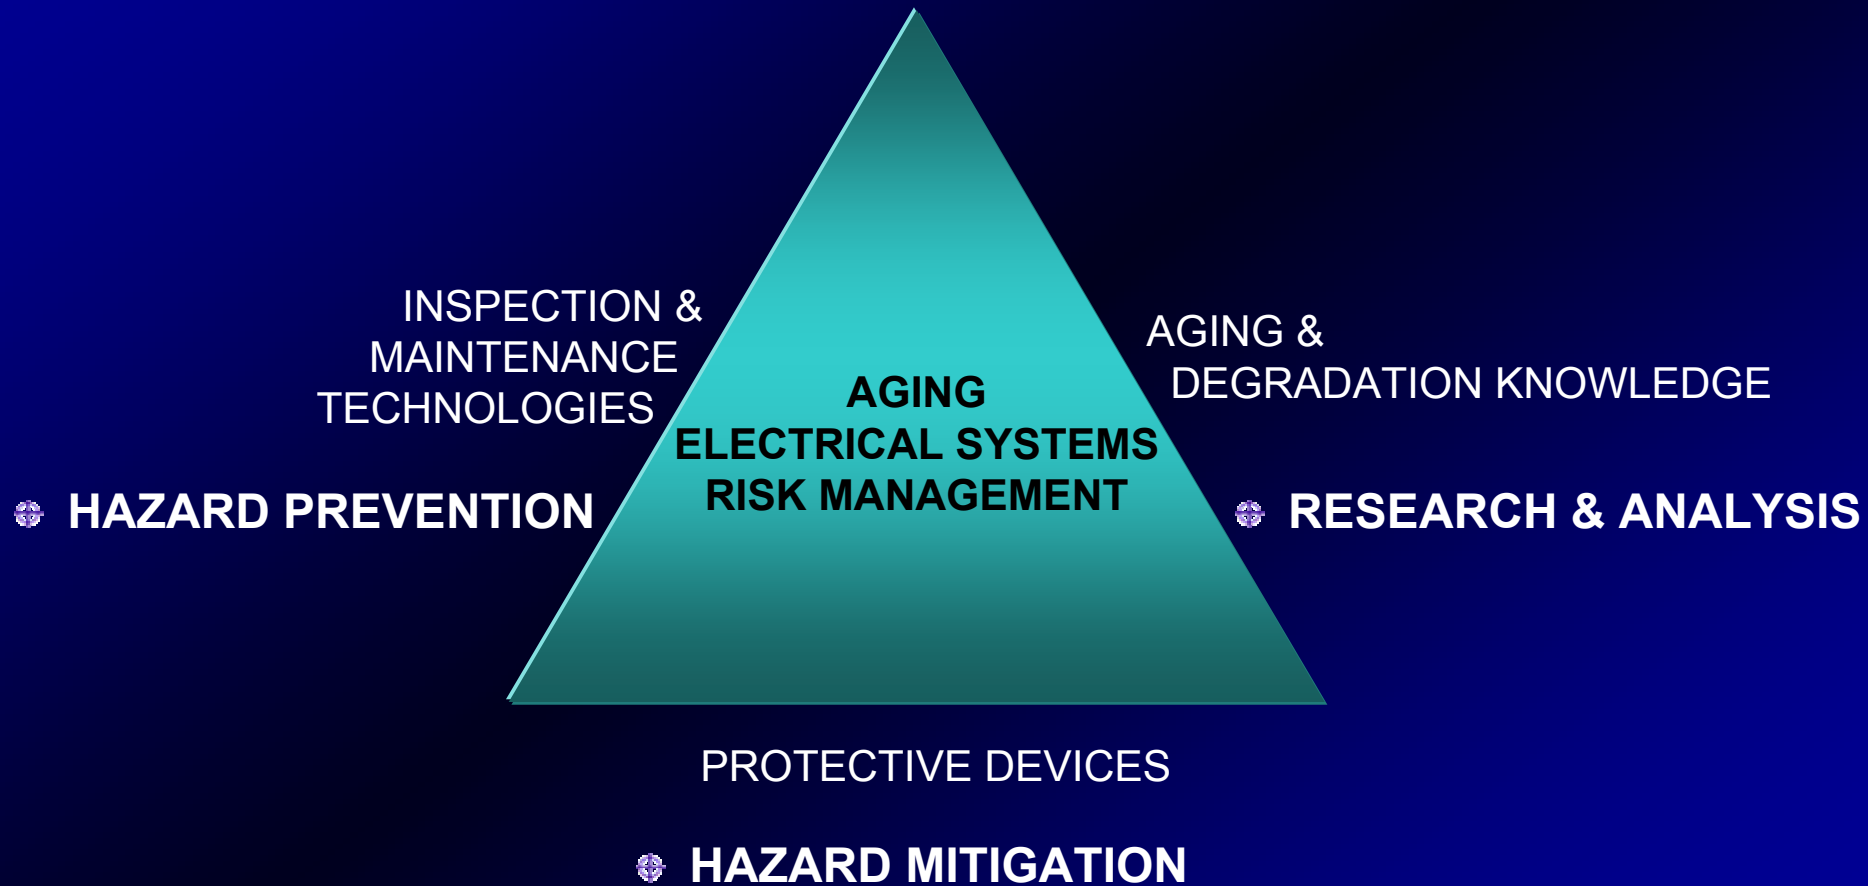 INSPECTION &
MAINTENANCE
TECHNOLOGIES
HAZARD PREVENTION
AGING
ELECTRICAL SYSTEMS
RISK MANAGEMENT
AGING &
DEGRADATION KNOWLEDGE
RESEARCH & ANALYSIS
PROTECTIVE DEVICES
HAZARD MITIGATION